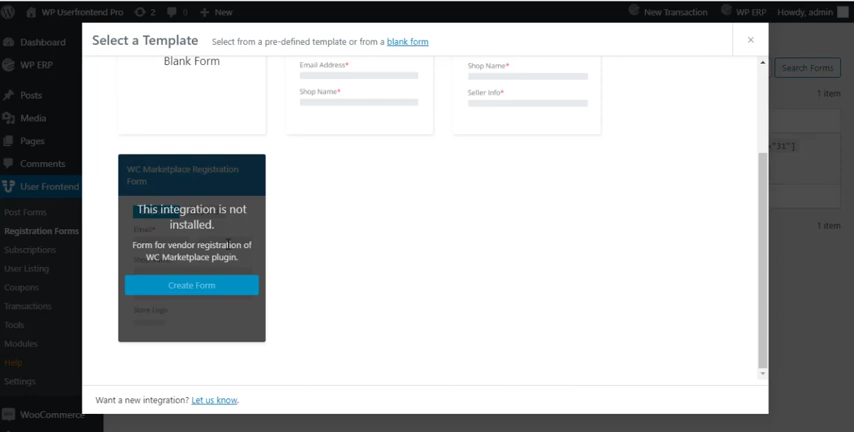 WP Userfrontend Pro
2
0
New
New Transaction
WP ERP
Howdy, admin
Dashboard
WP ERP
Posts
Media
Pages
Comments
User Frontend
Post Forms
Registration Forms
Subscriptions
User Listing
Coupons
Transactions
Tools
Modules
Help
Settings
WooCommerce
Select a Template
Select from a pre-defined template or from a blank form
×
Blank Form
Email Address*
Shop Name*
Shop Name*
Seller Info*
WC Marketplace Registration
Form
This integration is not
installed.
Email*
Form for vendor registration of
WC Marketplace plugin.
Create Form
Store Logo
Want a new integration? Let us know.
Search Forms
1 item
="31"]
1 item